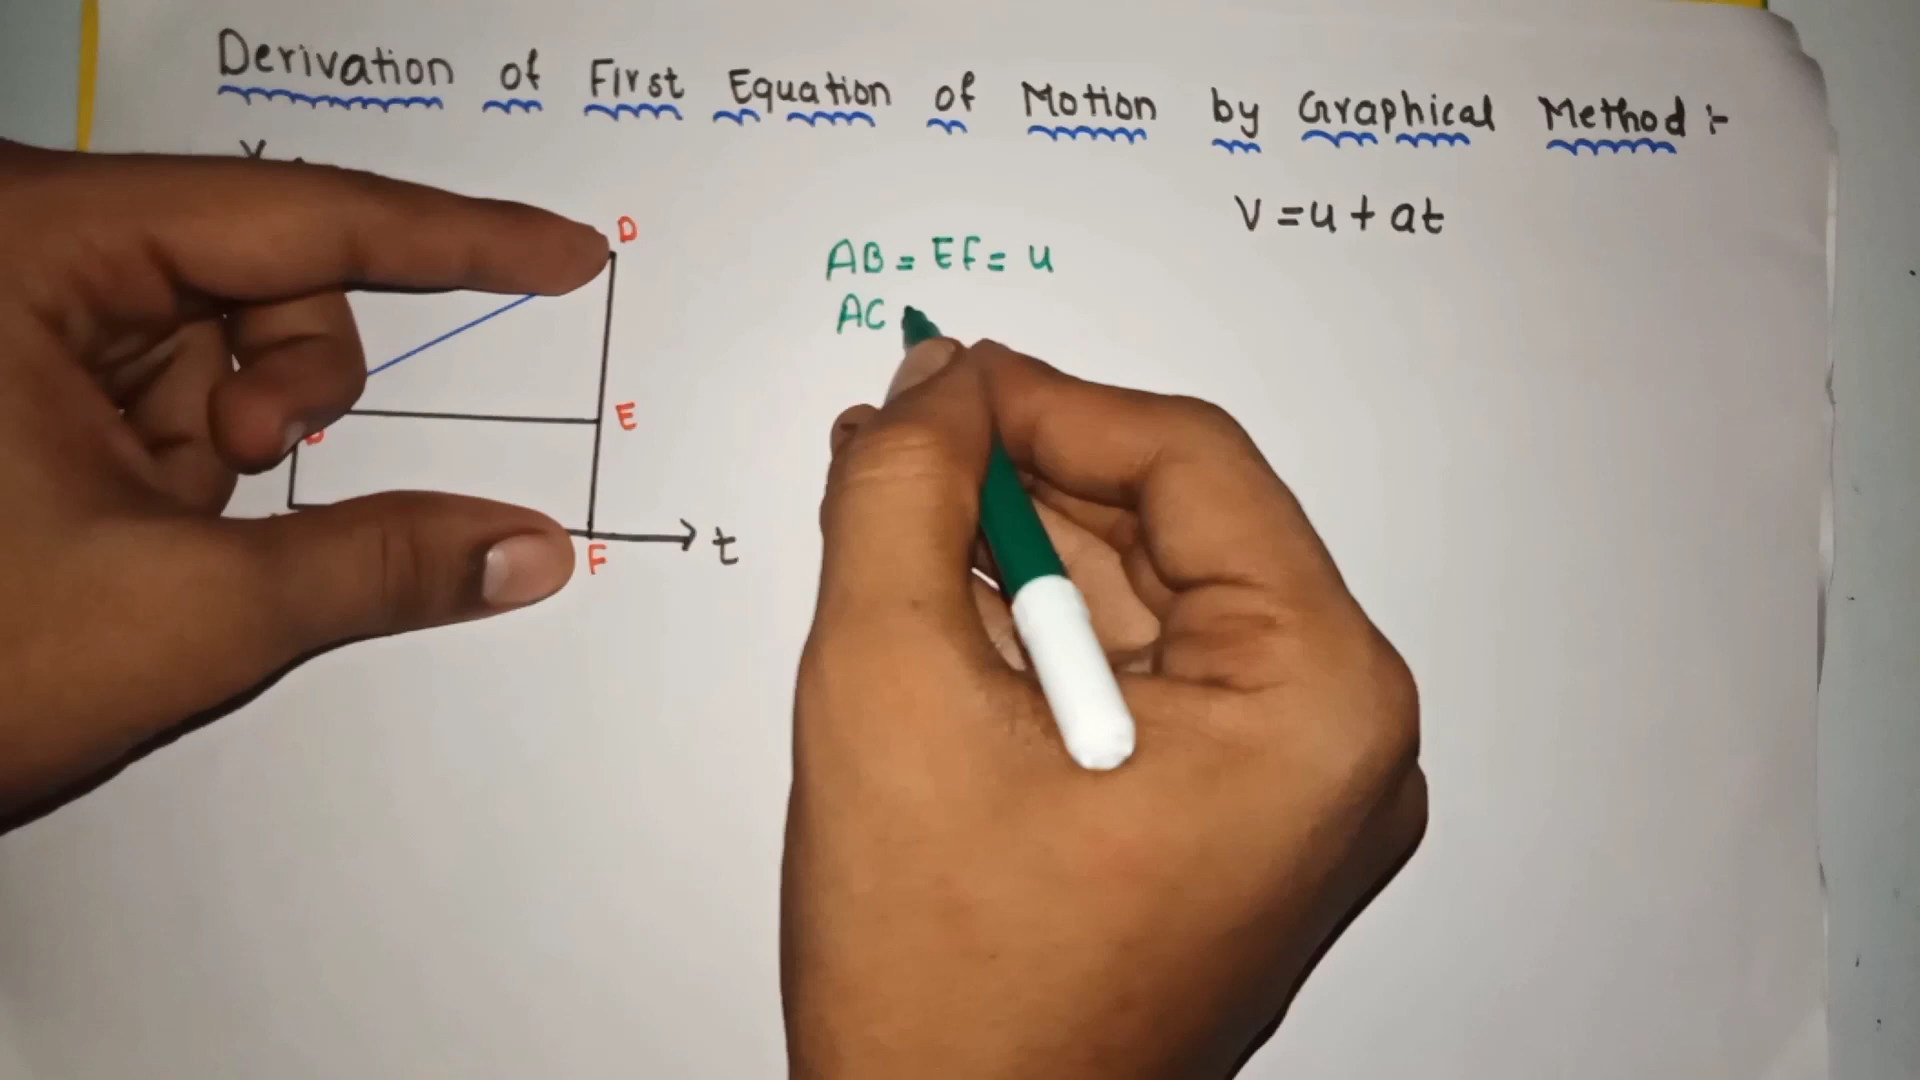 Derivation of First Equation of Motion by Graphical Method :-
V = u + at
V
D
AB = EF = u
AC
E
F
t